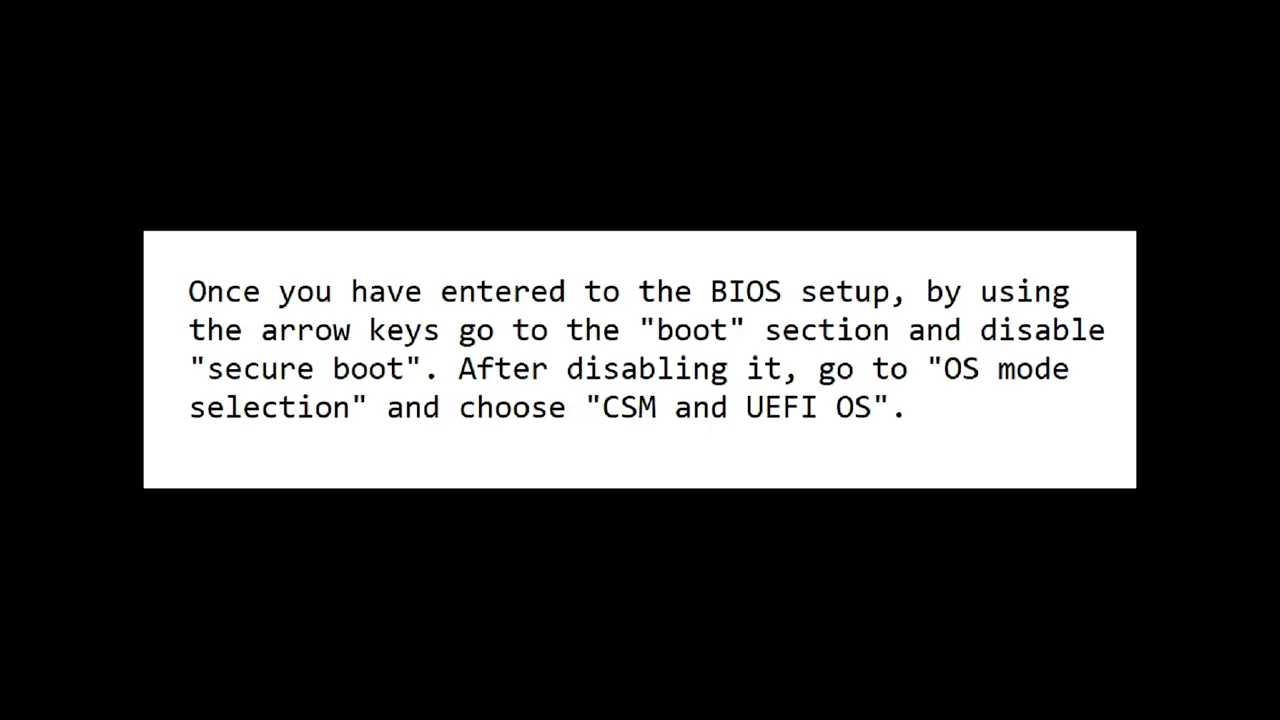 Once you have entered to the BIOS setup, by using
the arrow keys go to the "boot" section and disable
"secure boot". After disabling it, go to "OS mode
selection" and choose "CSM and UEFI OS".